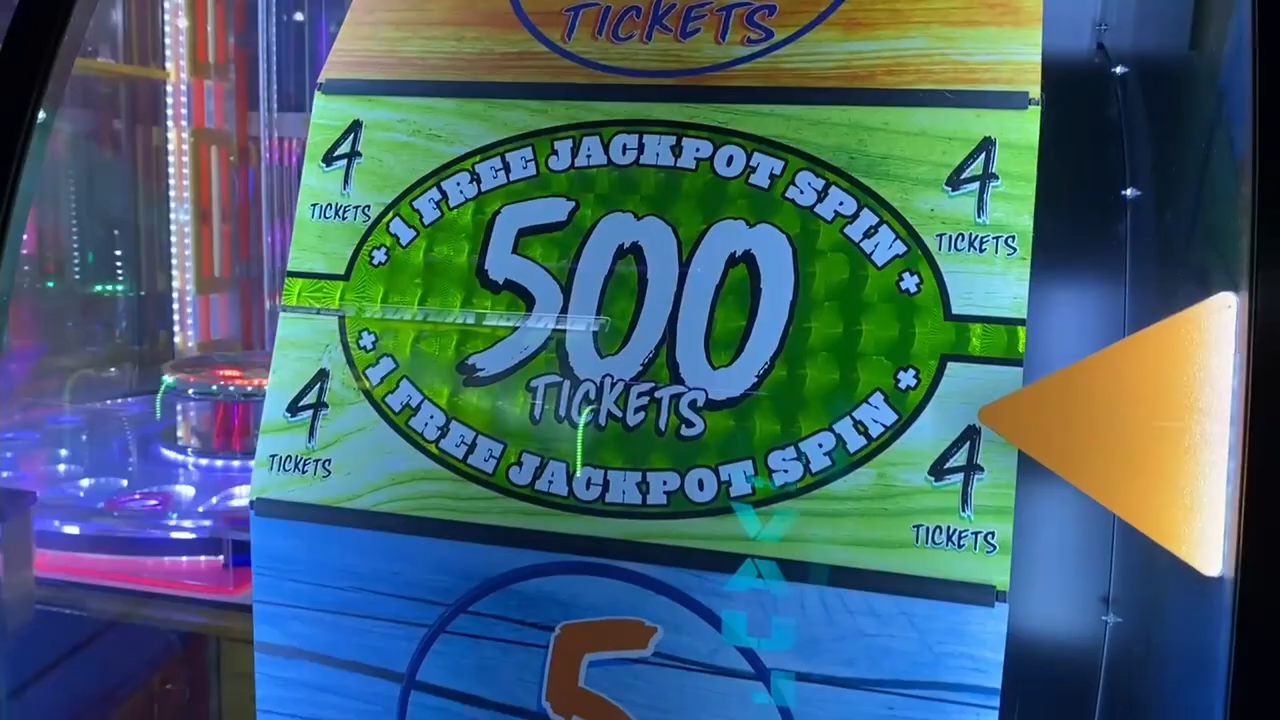 TICKETS
4
TICKETS
4
TICKETS
+ 1 FREE JACKPOT SPIN +
500
TICKETS
+ 1 FREE JACKPOT SPIN +
4
TICKETS
4
TICKETS
5